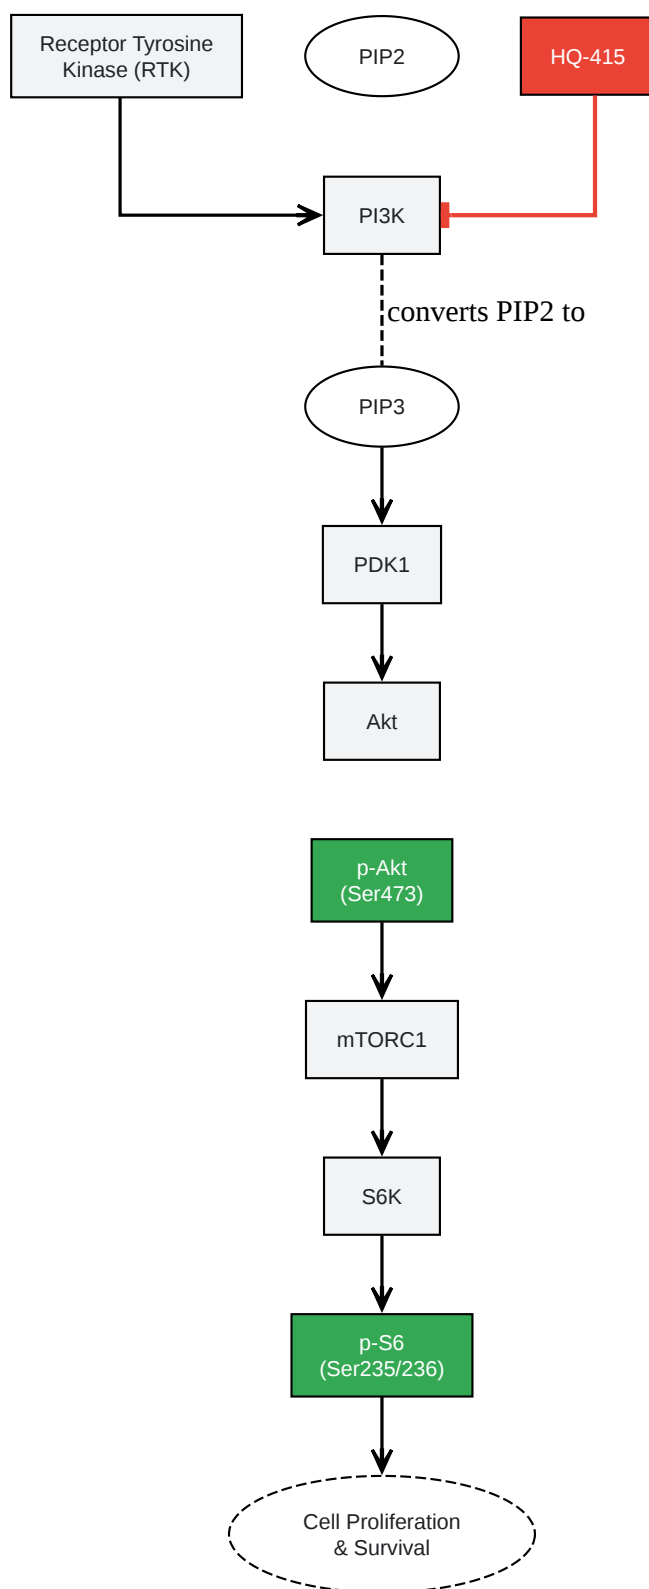 Receptor Tyrosine
Kinase (RTK)
PIP2
HQ-415
PI3K
converts PIP2 to
PIP3
PDK1
Akt
p-Akt
(Ser473)
mTORC1
S6K
p-S6
(Ser235/236)
Cell Proliferation
& Survival